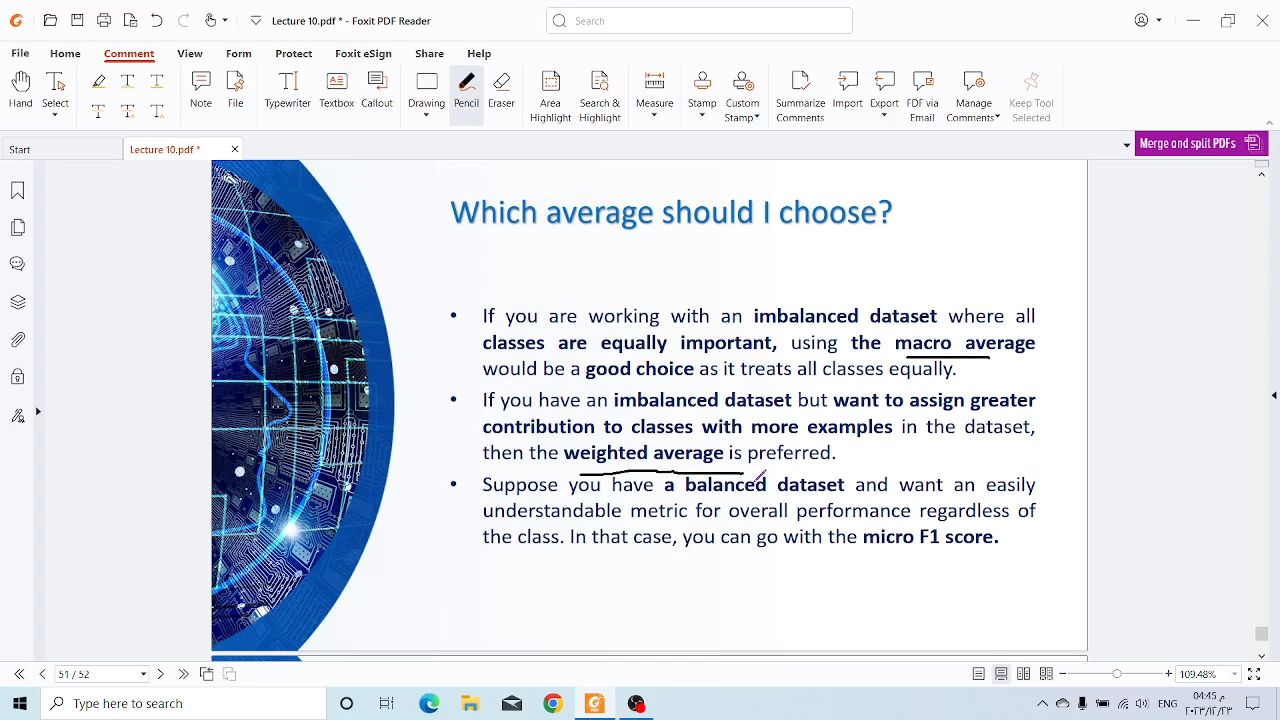 Lecture 10.pdf * - Foxit PDF Reader
Search
File Home Comment View Form Protect Foxit eSign Share Help
Hand Select Note File Typewriter Textbox Callout Drawing Pencil Eraser Area Highlight Search & Highlight Measure Stamp Custom Stamp Summarize Comments Import Export FDF via Email Manage Comments Keep Tool Selected
Start Lecture 10.pdf * Merge and split PDFs
Which average should I choose?
• If you are working with an imbalanced dataset where all
classes are equally important, using the macro average
would be a good choice as it treats all classes equally.
• If you have an imbalanced dataset but want to assign greater
contribution to classes with more examples in the dataset,
then the weighted average is preferred.
• Suppose you have a balanced dataset and want an easily
understandable metric for overall performance regardless of
the class. In that case, you can go with the micro F1 score.
51 / 52 109.48%
Type here to search ENG